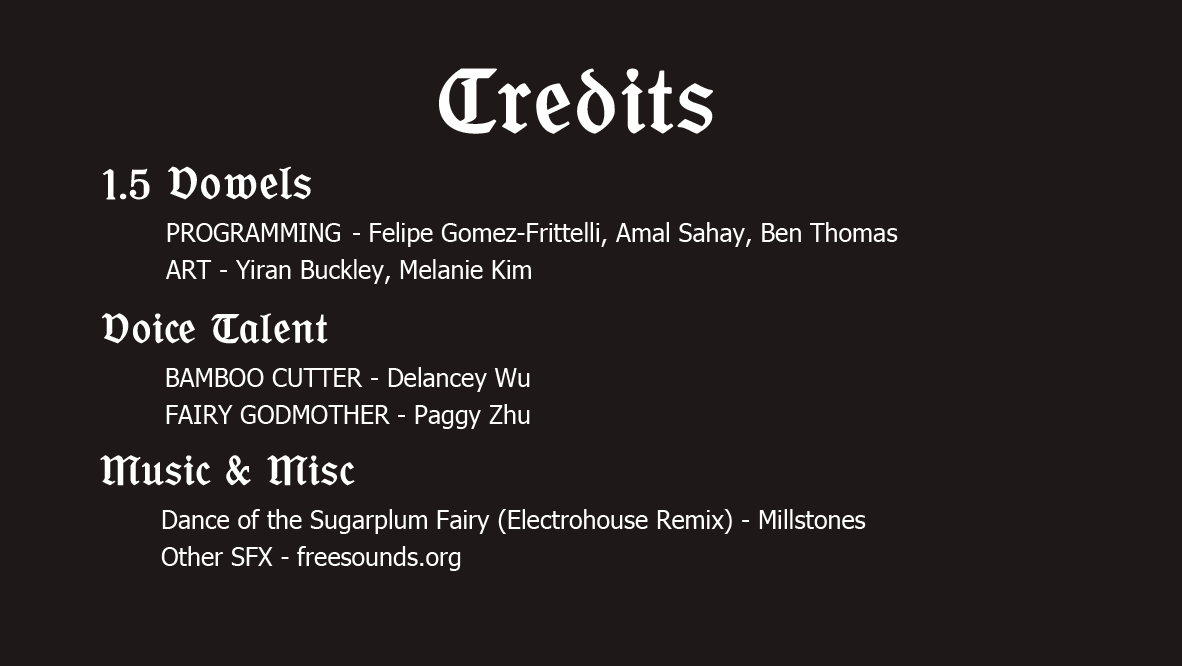 Credits
1.5 Vowels
PROGRAMMING - Felipe Gomez-Frittelli, Amal Sahay, Ben Thomas
ART - Yiran Buckley, Melanie Kim
Voice Talent
BAMBOO CUTTER - Delancey Wu
FAIRY GODMOTHER - Paggy Zhu
Music & Misc
Dance of the Sugarplum Fairy (Electrohouse Remix) - Millstones
Other SFX - freesounds.org